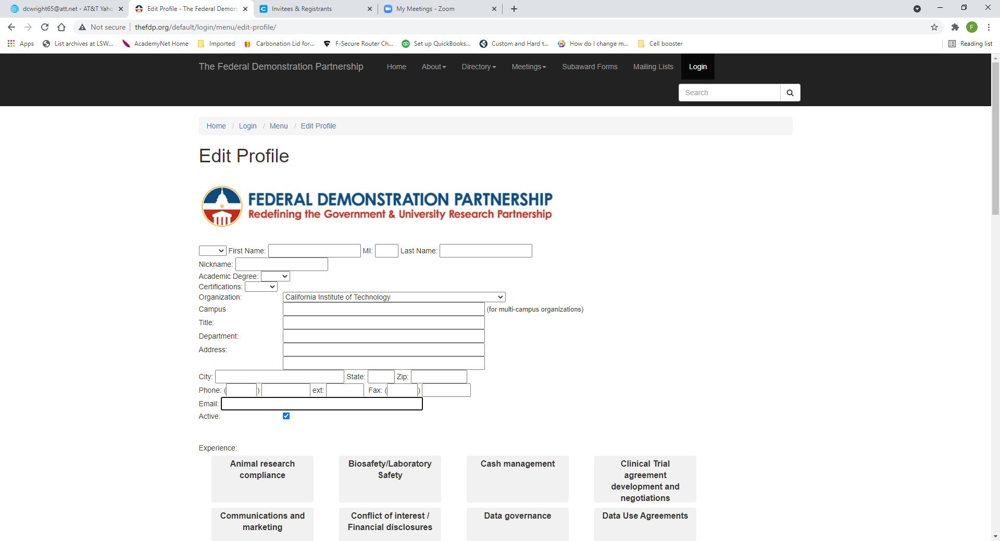 dcwright65@att.net - AT&T Yaho
Edit Profile - The Federal Demons
Invitees & Registrants
My Meetings - Zoom
Not secure
thefdp.org/default/login/menu/edit-profile/
F
Apps
List archives at LSW...
AcademyNet Home
Imported
Carbonation Lid for...
F-Secure Router Ch...
Set up QuickBooks...
Custom and Hard t...
How do I change m...
Cell booster
Reading list
The Federal Demonstration Partnership
Home
About
Directory
Meetings
Subaward Forms
Mailing Lists
Login
Search
Home / Login / Menu / Edit Profile
Edit Profile
FEDERAL DEMONSTRATION PARTNERSHIP
Redefining the Government & University Research Partnership
First Name: MI: Last Name:
Nickname:
Academic Degree:
Certifications:
Organization: California Institute of Technology
Campus (for multi-campus organizations)
Title:
Department:
Address:
City: State: Zip:
Phone: ( ) ext: Fax: ( )
Email:
Active:
Experience:
Animal research
compliance
Biosafety/Laboratory
Safety
Cash management
Clinical Trial
agreement
development and
negotiations
Communications and
marketing
Conflict of interest /
Financial disclosures
Data governance
Data Use Agreements